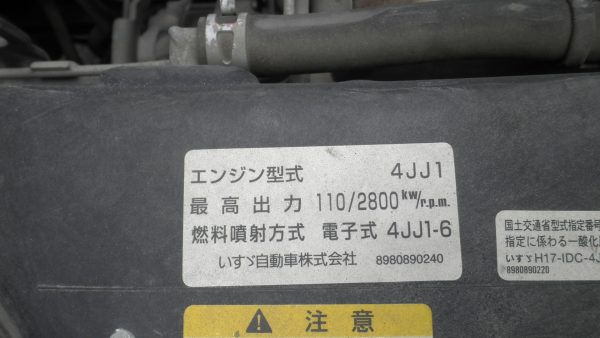 エンジン型式 4JJ1
最高出力 110/2800kW/r.p.m.
燃料噴射方式 電子式 4JJ1-6
いすゞ自動車株式会社 8980890240
国土交通省型式指定番号
指定に係わる一酸化
いすゞH17-IDC-4J
8980890220
⚠ 注意